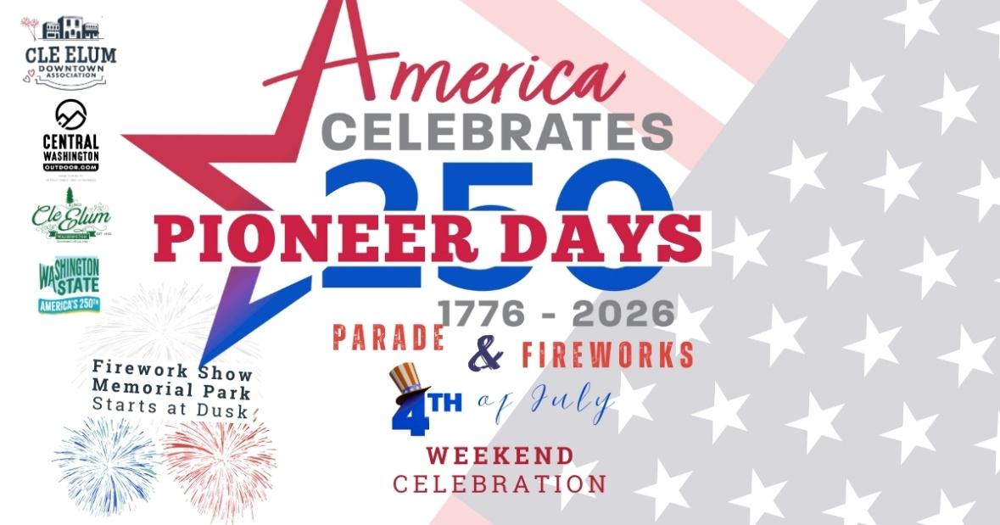 CLE ELUM
DOWNTOWN
ASSOCIATION
CENTRAL
WASHINGTON
OUTDOOR.COM
Cle Elum
WASHINGTON
WASHINGTON
STATE
AMERICA'S 250TH
America
CELEBRATES
250
PIONEER DAYS
1776 - 2026
PARADE & FIREWORKS
4TH of July
WEEKEND
CELEBRATION
Firework Show
Memorial Park
Starts at Dusk